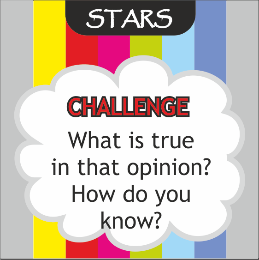 STARS
CHALLENGE
What is true
in that opinion?
How do you
know?